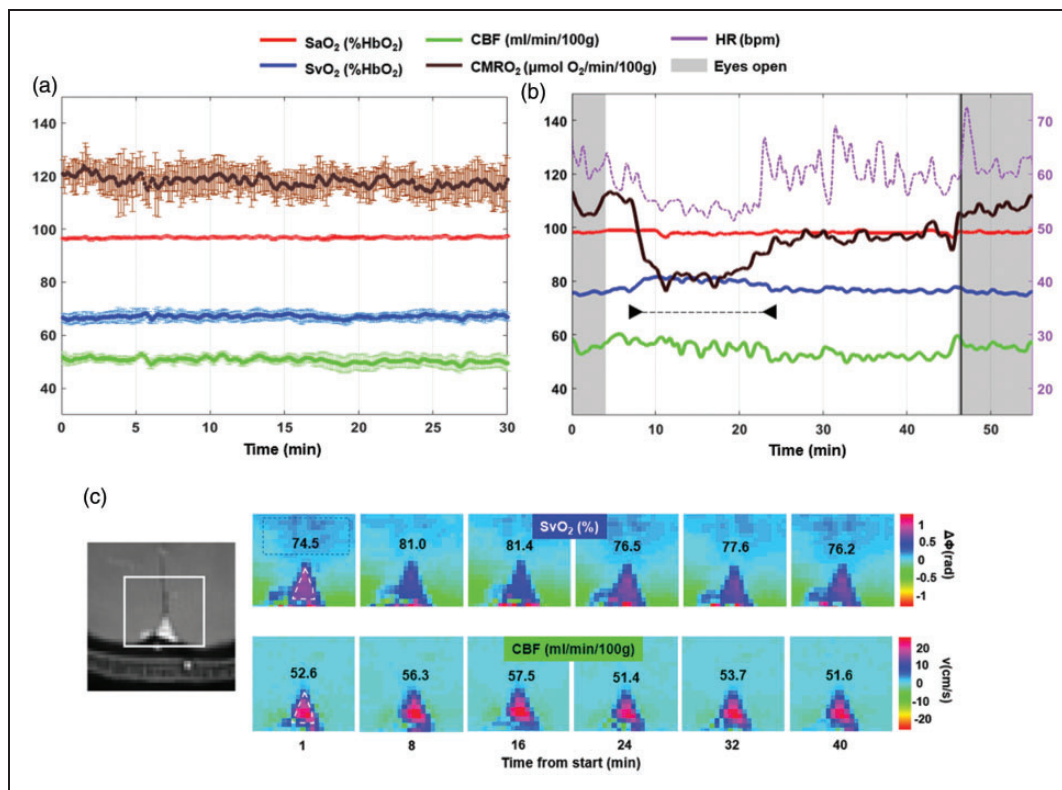 SaO₂ (%HbO₂) CBF (ml/min/100g) HR (bpm)
SvO₂ (%HbO₂) CMRO₂ (µmol O₂/min/100g) Eyes open
(a)
140
120
100
80
60
40
0 5 10 15 20 25 30
Time (min)
(b)
140 70
120 60
100 50
80 40
60 30
40 20
15
0 10 20 30 40 50
Time (min)
(c)
SvO₂ (%)
74.5 81.0 81.4 76.5 77.6 76.2
1
0.5
0
-0.5
-1
ΔΦ(rad)
CBF (ml/min/100g)
52.6 56.3 57.5 51.4 53.7 51.6
20
10
0
-10
-20
v(cm/s)
1 8 16 24 32 40
Time from start (min)